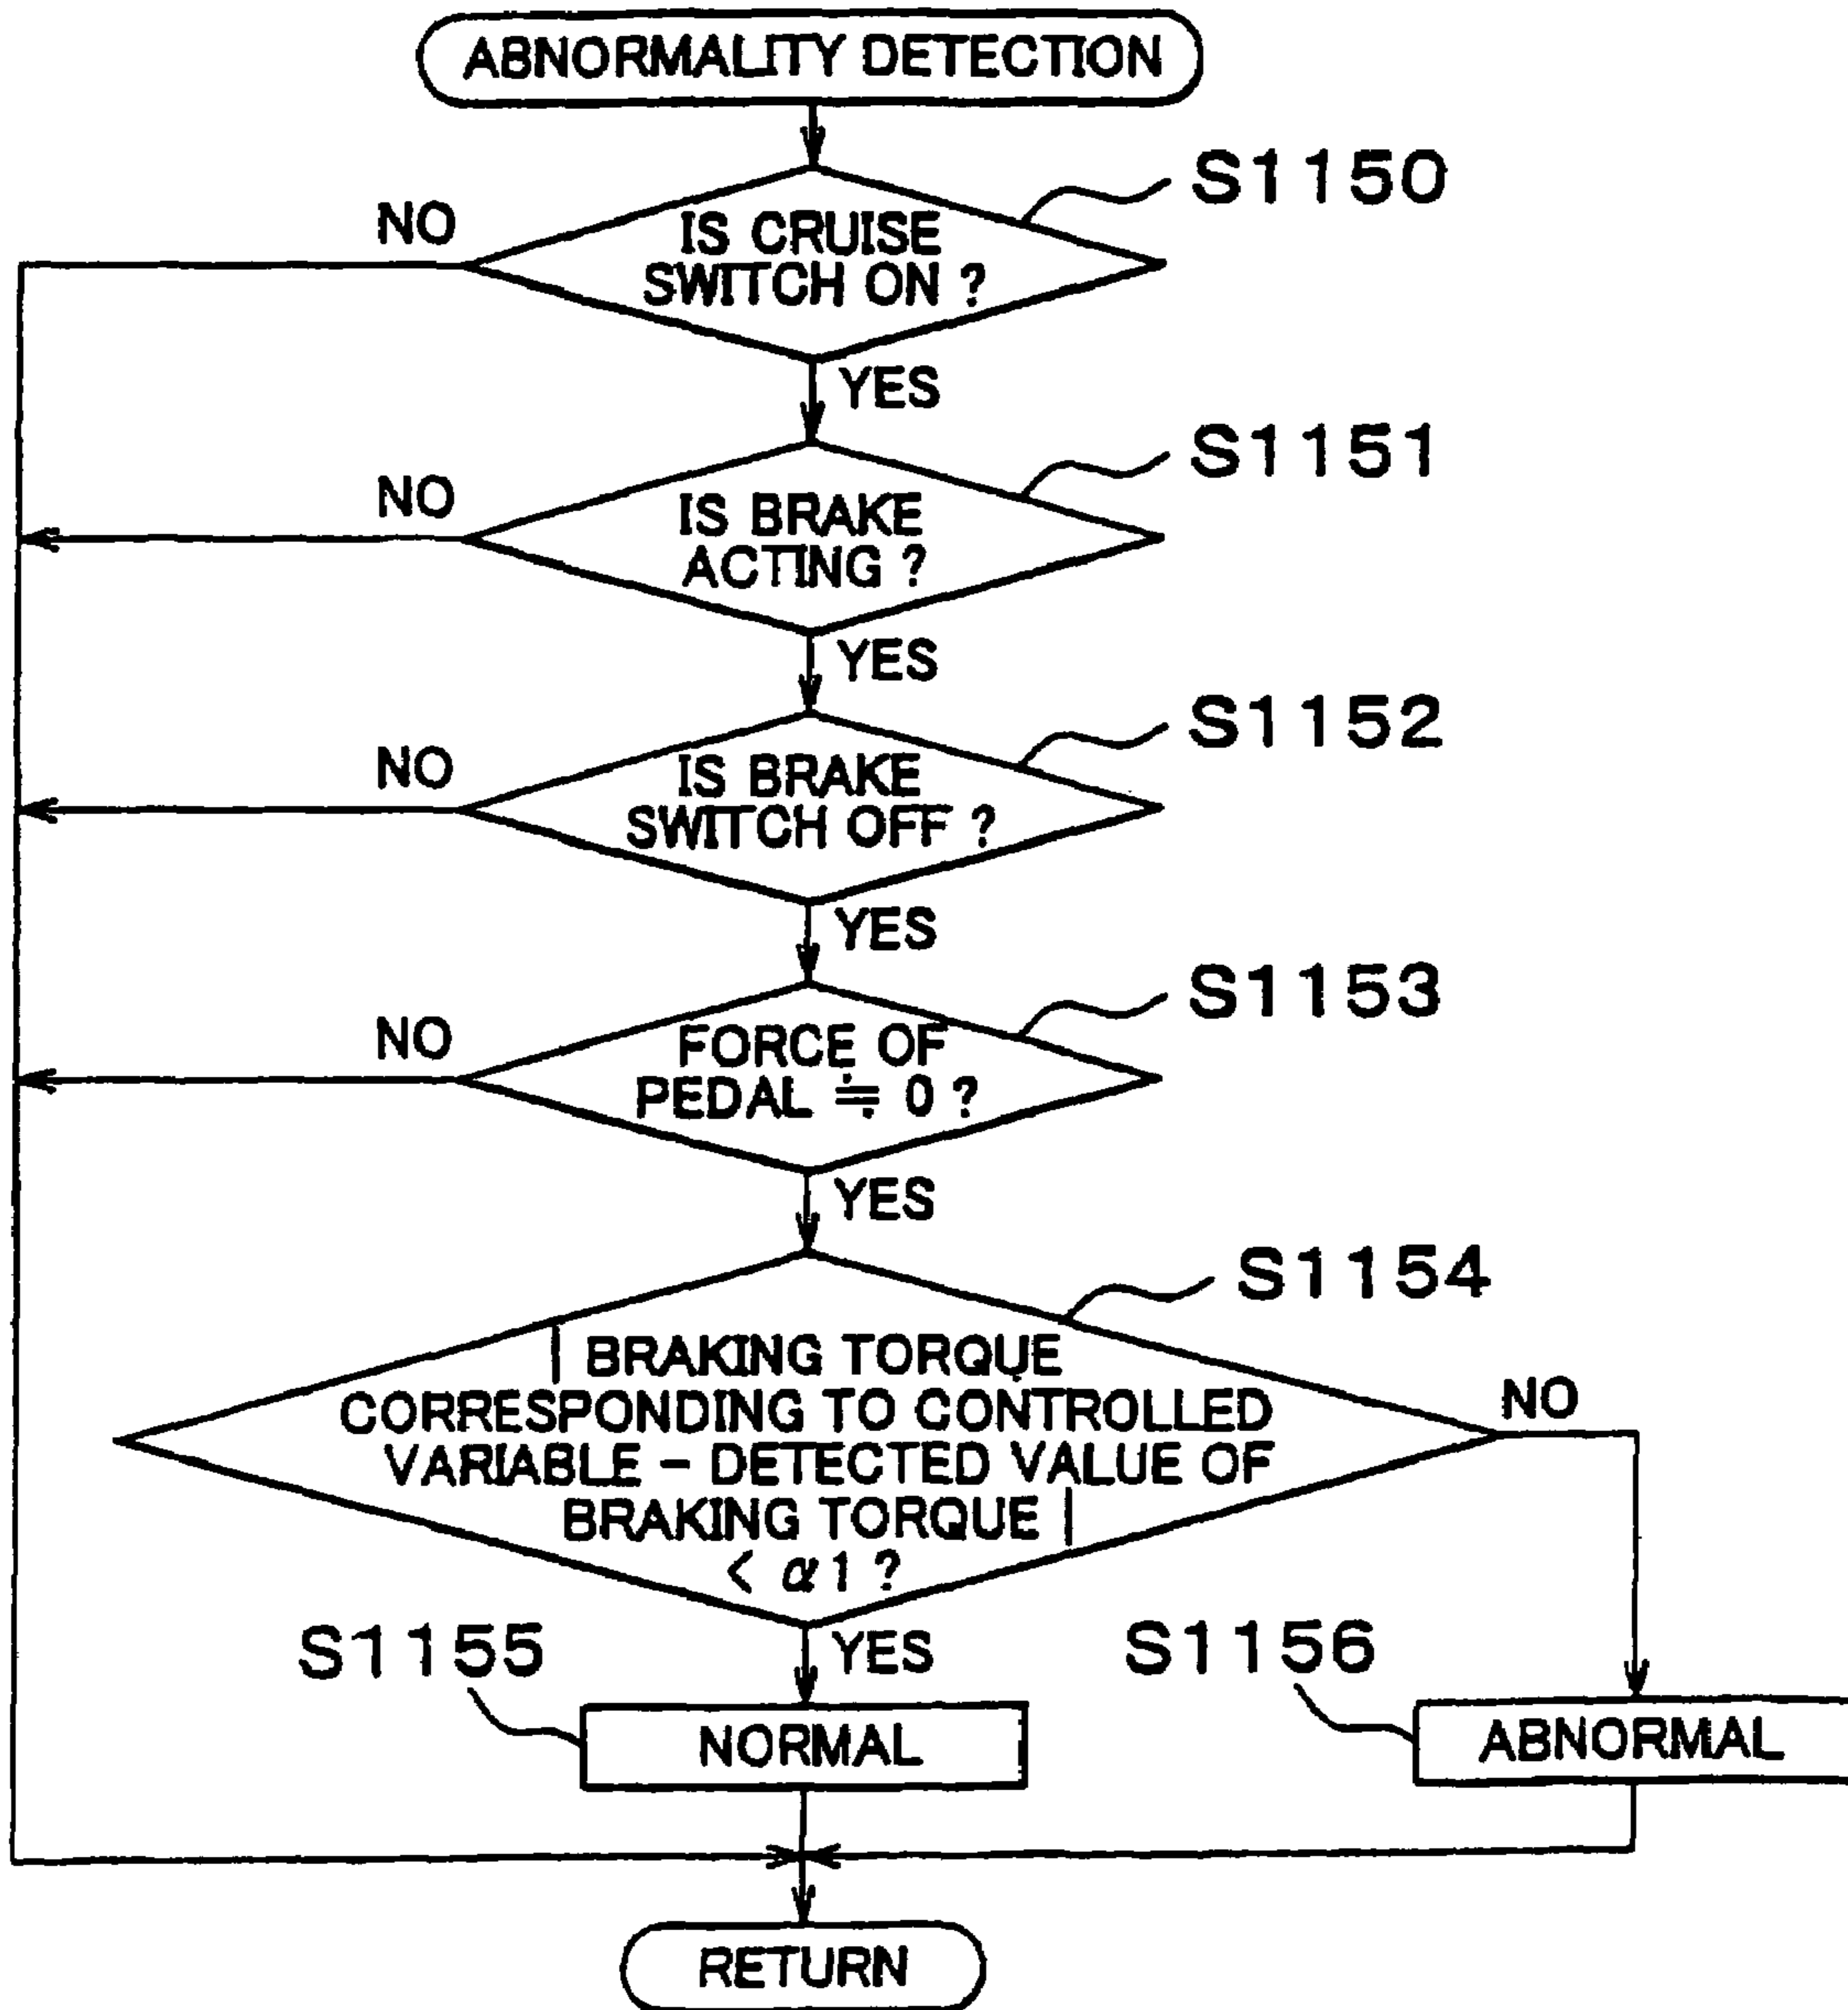 ABNORMALITY DETECTION
S1150
NO
IS CRUISE
SWITCH ON ?
YES
S1151
NO
IS BRAKE
ACTING ?
YES
S1152
NO
IS BRAKE
SWITCH OFF ?
YES
S1153
NO
FORCE OF
PEDAL ≒ 0 ?
YES
S1154
| BRAKING TORQUE
CORRESPONDING TO CONTROLLED
VARIABLE – DETECTED VALUE OF
BRAKING TORQUE |
< α1 ?
NO
YES
S1155
NORMAL
S1156
ABNORMAL
RETURN